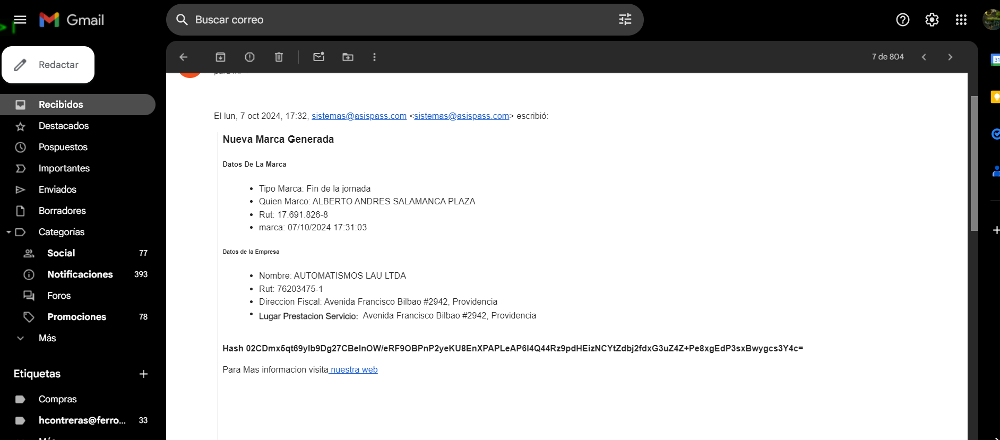 Gmail
Buscar correo
Redactar
7 de 804
Recibidos
Destacados
Pospuestos
Importantes
Enviados
Borradores
Categorías
Social 77
Notificaciones 393
Foros
Promociones 78
Más
Etiquetas
Compras
hcontreras@ferro... 33
Más
para mí
El lun, 7 oct 2024, 17:32, sistemas@asispass.com <sistemas@asispass.com> escribió:
Nueva Marca Generada
Datos De La Marca
• Tipo Marca: Fin de la jornada
• Quien Marco: ALBERTO ANDRES SALAMANCA PLAZA
• Rut: 17.691.826-8
• marca: 07/10/2024 17:31:03
Datos de la Empresa
• Nombre: AUTOMATISMOS LAU LTDA
• Rut: 76203475-1
• Direccion Fiscal: Avenida Francisco Bilbao #2942, Providencia
• Lugar Prestacion Servicio: Avenida Francisco Bilbao #2942, Providencia
Hash 02CDmx5qt69ylb9Dg27CBelnOW/eRF9OBPnP2yeKU8EnXPAPLeAP6I4Q44Rz9pdHEizNCYtZdbj2fdxG3uZ4Z+Pe8xgEdP3sxBwygcs3Y4c=
Para Mas informacion visita nuestra web
31